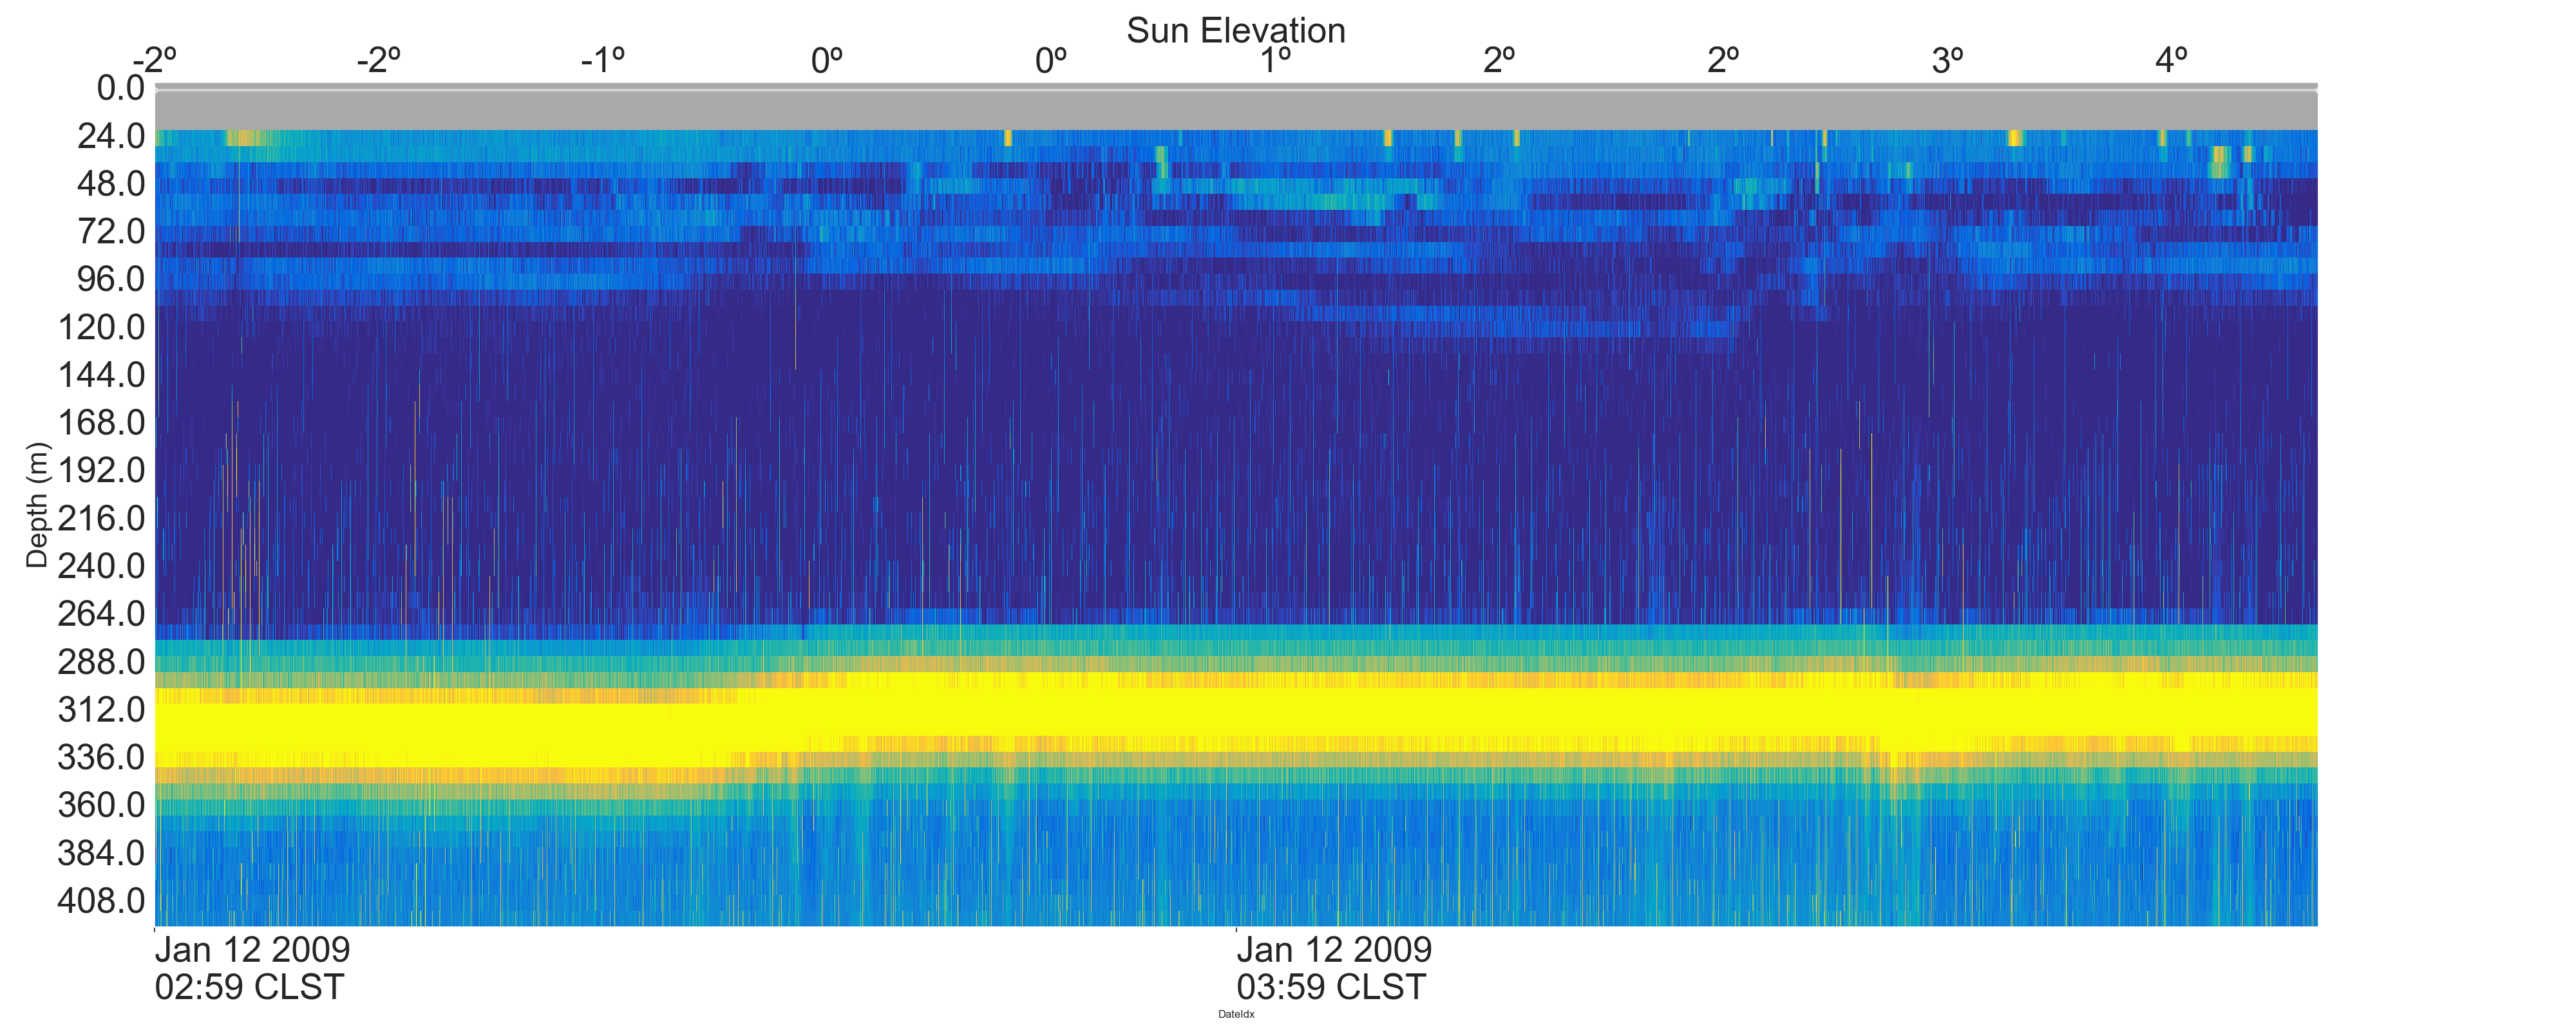 Sun Elevation
-2º -2º -1º 0º 0º 1º 2º 2º 3º 4º
0.0
24.0
48.0
72.0
96.0
120.0
144.0
168.0
192.0
216.0
240.0
264.0
288.0
312.0
336.0
360.0
384.0
408.0
Depth (m)
Jan 12 2009
02:59 CLST
Jan 12 2009
03:59 CLST
DateIdx